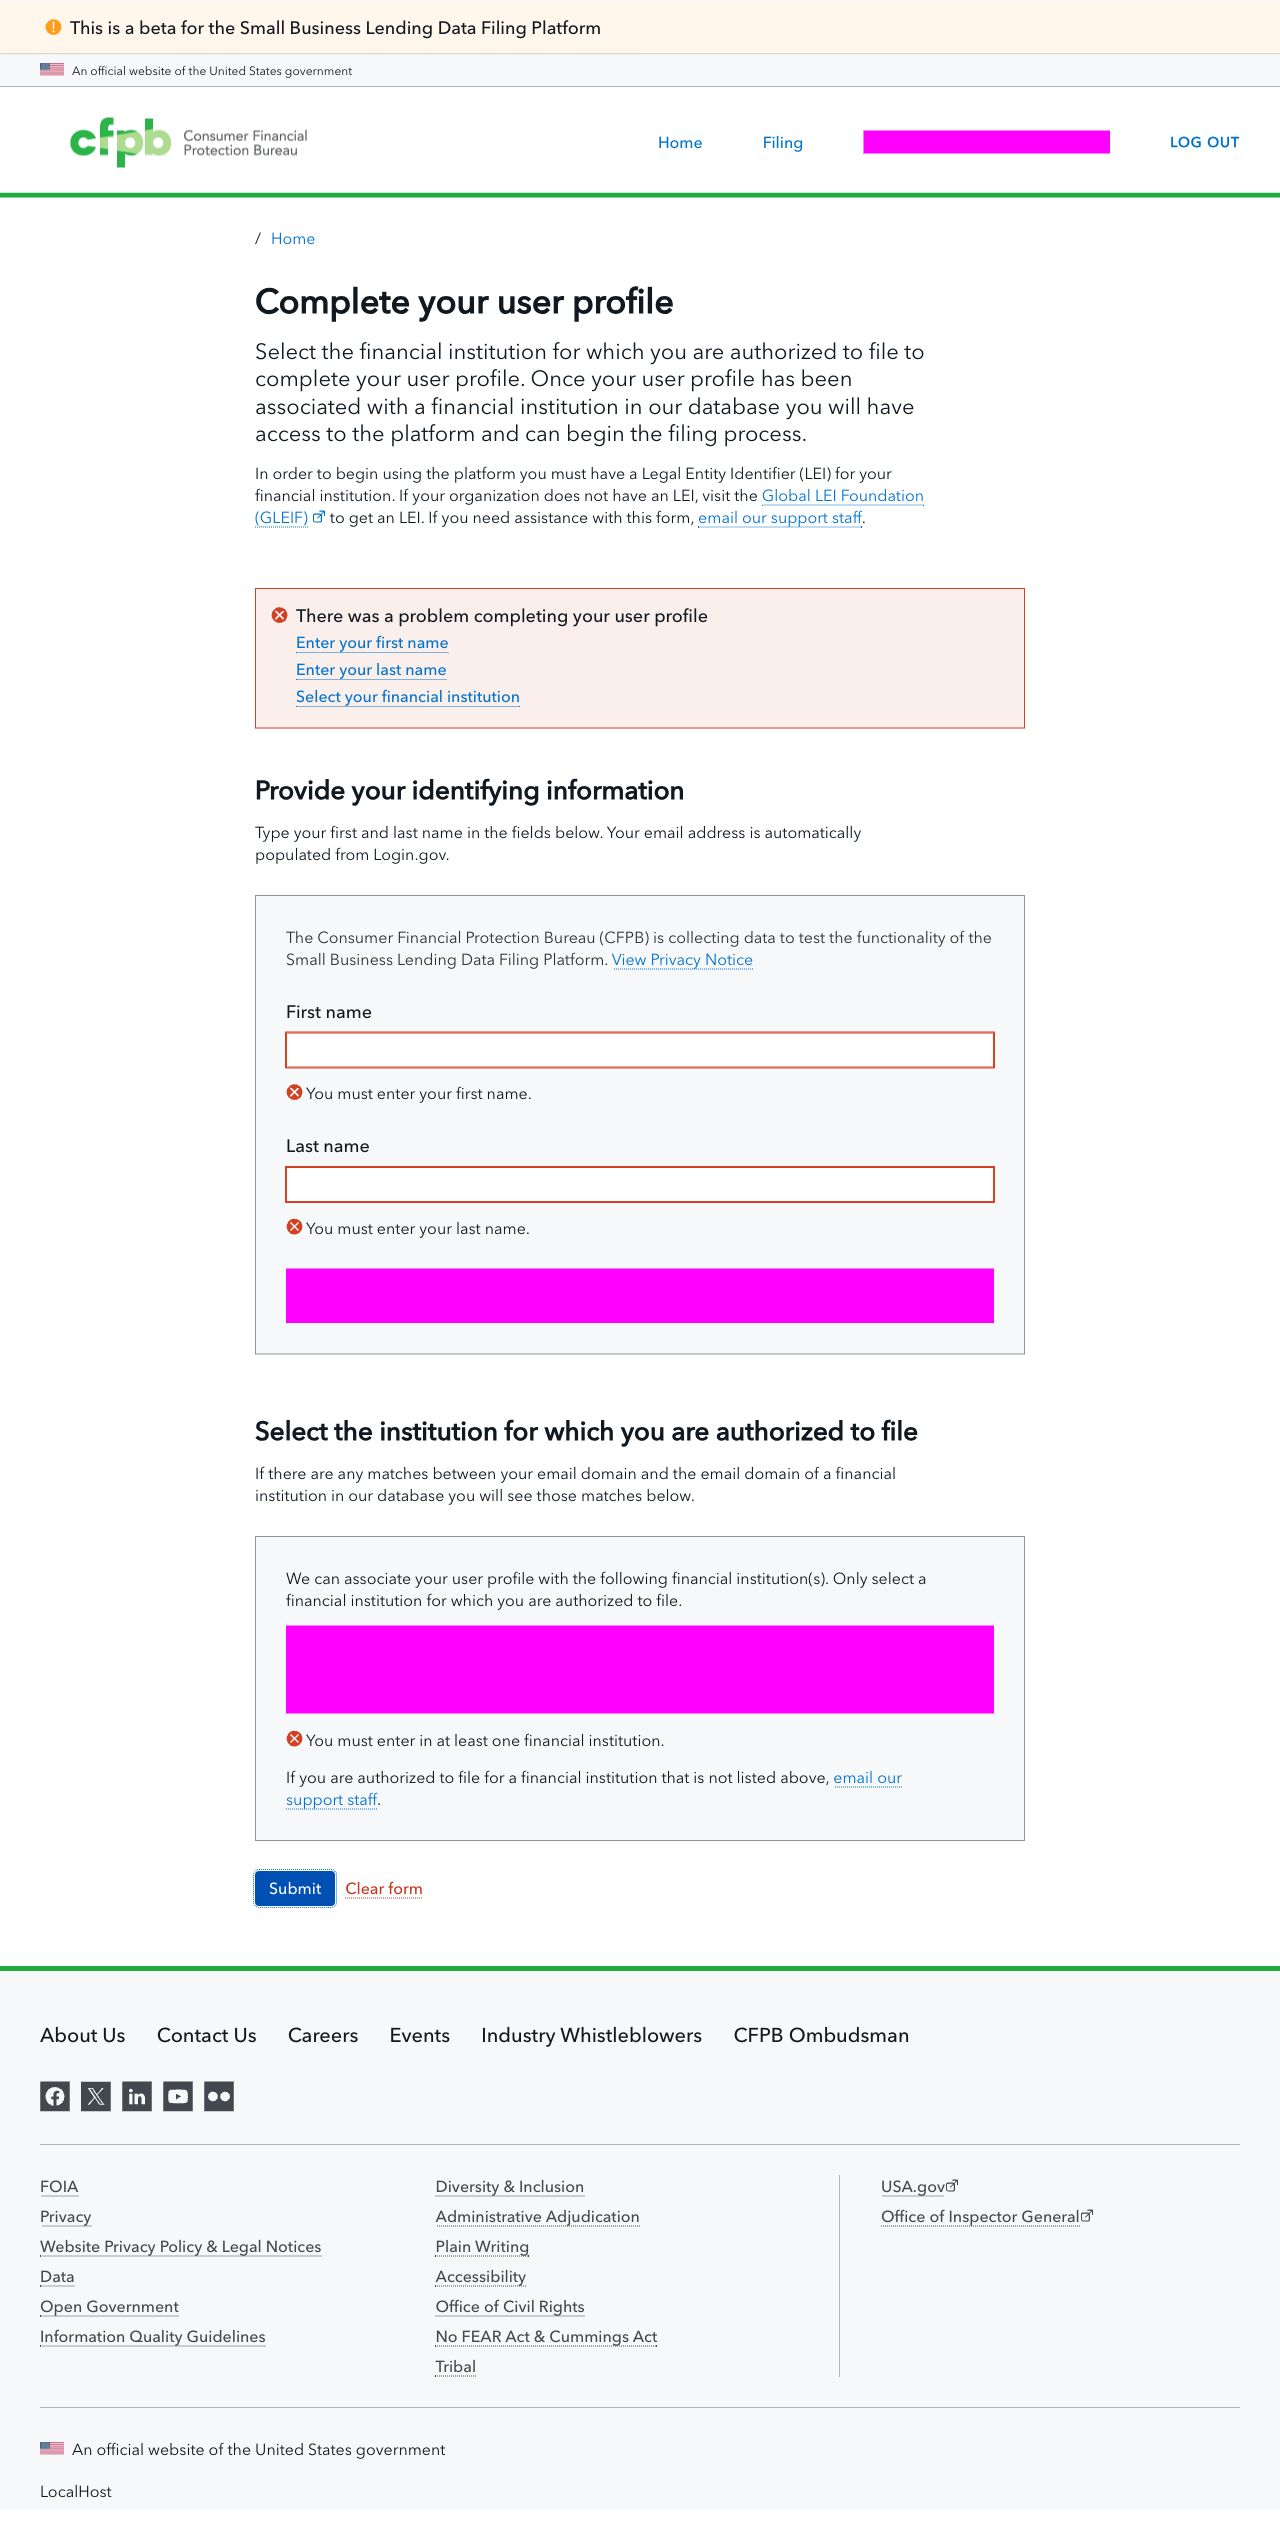 This is a beta for the Small Business Lending Data Filing Platform
An official website of the United States government
cfpb Consumer Financial
Protection Bureau
Home
Filing
LOG OUT
/ Home
Complete your user profile
Select the financial institution for which you are authorized to file to
complete your user profile. Once your user profile has been
associated with a financial institution in our database you will have
access to the platform and can begin the filing process.
In order to begin using the platform you must have a Legal Entity Identifier (LEI) for your
financial institution. If your organization does not have an LEI, visit the Global LEI Foundation
(GLEIF) to get an LEI. If you need assistance with this form, email our support staff.
There was a problem completing your user profile
Enter your first name
Enter your last name
Select your financial institution
Provide your identifying information
Type your first and last name in the fields below. Your email address is automatically
populated from Login.gov.
The Consumer Financial Protection Bureau (CFPB) is collecting data to test the functionality of the
Small Business Lending Data Filing Platform. View Privacy Notice
First name
You must enter your first name.
Last name
You must enter your last name.
Select the institution for which you are authorized to file
If there are any matches between your email domain and the email domain of a financial
institution in our database you will see those matches below.
We can associate your user profile with the following financial institution(s). Only select a
financial institution for which you are authorized to file.
You must enter in at least one financial institution.
If you are authorized to file for a financial institution that is not listed above, email our
support staff.
Submit
Clear form
About Us
Contact Us
Careers
Events
Industry Whistleblowers
CFPB Ombudsman
FOIA
Privacy
Website Privacy Policy & Legal Notices
Data
Open Government
Information Quality Guidelines
Diversity & Inclusion
Administrative Adjudication
Plain Writing
Accessibility
Office of Civil Rights
No FEAR Act & Cummings Act
Tribal
USA.gov
Office of Inspector General
An official website of the United States government
LocalHost